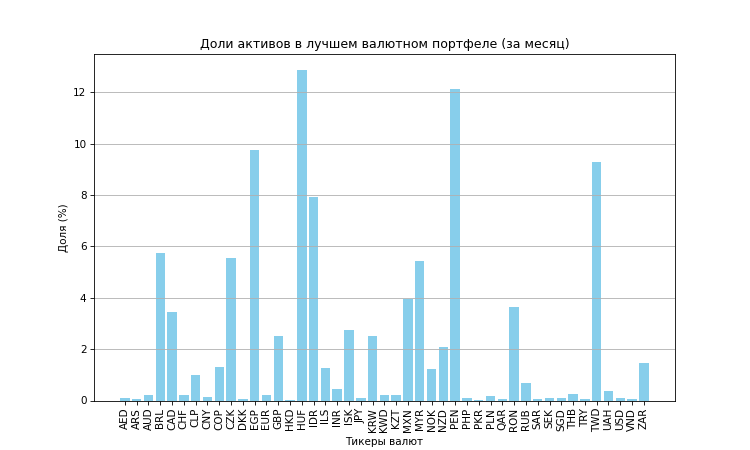 Доли активов в лучшем валютном портфеле (за месяц)
Доля (%)
12
10
8
6
4
2
0
AED
ARS
AUD
BRL
CAD
CHF
CLP
CNY
COP
CZK
DKK
EGP
EUR
GBP
HKD
HUF
IDR
ILS
INR
ISK
JPY
KRW
KWD
KZT
MXN
MYR
NOK
NZD
PEN
PHP
PKR
PLN
QAR
RON
RUB
SAR
SEK
SGD
THB
TRY
TWD
UAH
USD
VND
ZAR
Тикеры валют